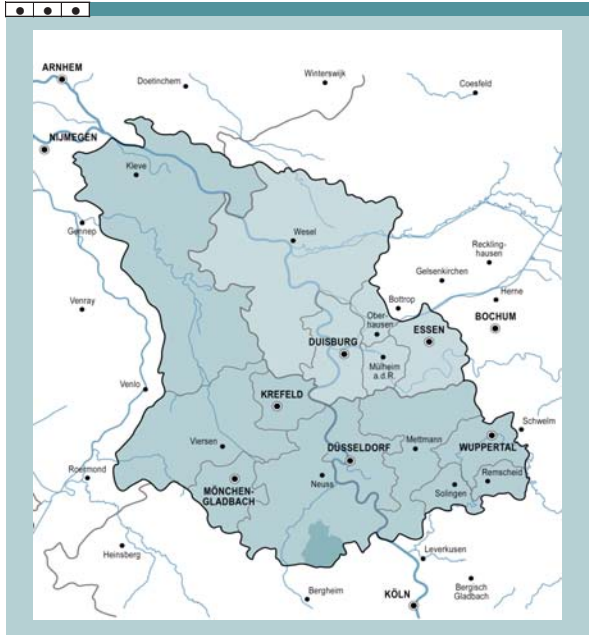 ARNHEM
Doetinchem
Winterswijk
Coesfeld
NIJMEGEN
Kleve
Gennep
Wesel
Reckling-
hausen
Gelsenkirchen
Herne
Venray
Bottrop
Ober-
hausen
ESSEN
BOCHUM
DUISBURG
Mülheim
a.d.R.
Venlo
KREFELD
Schwelm
Viersen
DÜSSELDORF
Mettmann
WUPPERTAL
Roermond
MÖNCHEN-
GLADBACH
Neuss
Solingen
Remscheid
Heinsberg
Leverkusen
Bergheim
KÖLN
Bergisch
Gladbach